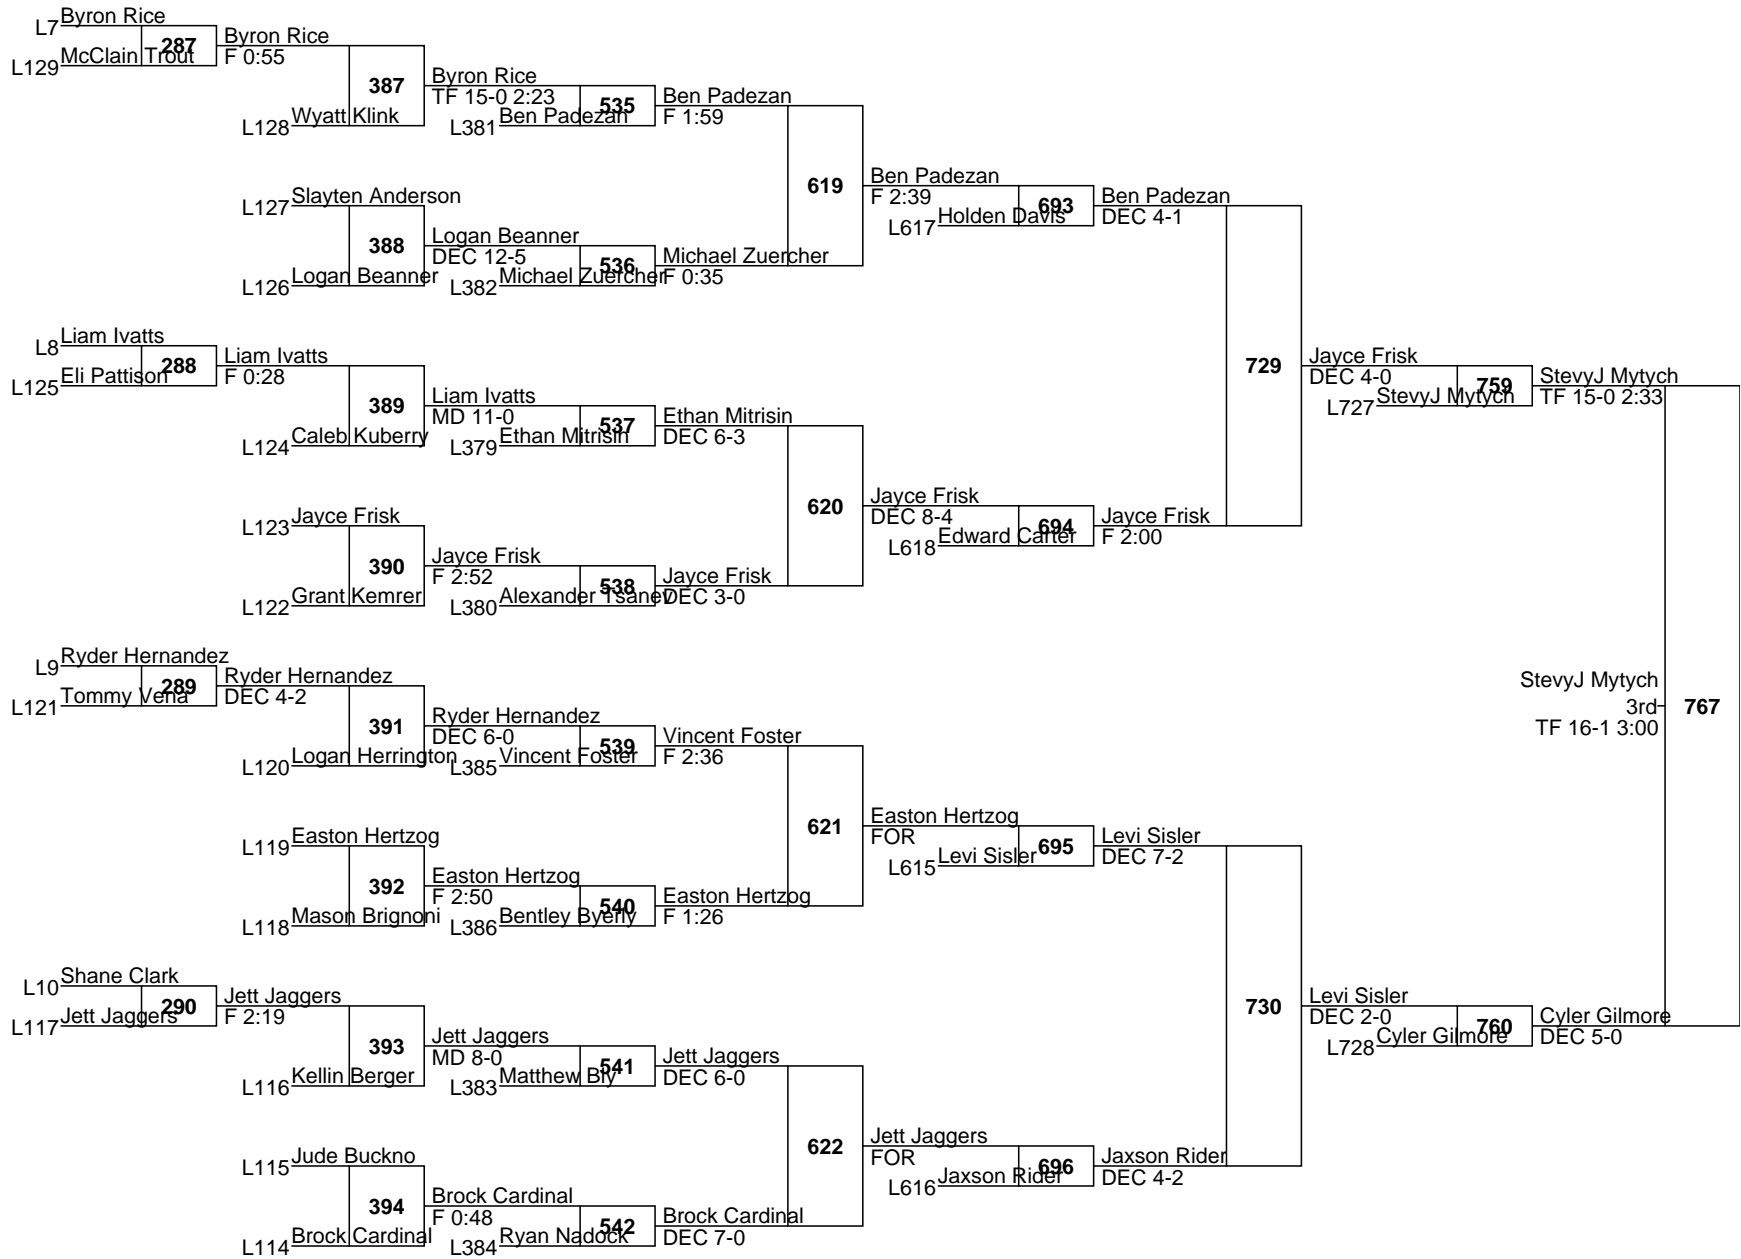 L7 Byron Rice
L129 McClain Trout
287
Byron Rice
F 0:55
L128 Wyatt Klink
387
Byron Rice
TF 15-0 2:23
L381 Ben Padezan
535
Ben Padezan
F 1:59
L127 Slayten Anderson
L126 Logan Beanner
388
Logan Beanner
DEC 12-5
L382 Michael Zuercher
536
Michael Zuercher
F 0:35
619
Ben Padezan
F 2:39
L617 Holden Davis
693
Ben Padezan
DEC 4-1
L8 Liam Ivatts
L125 Eli Pattison
288
Liam Ivatts
F 0:28
L124 Caleb Kuberry
389
Liam Ivatts
MD 11-0
L379 Ethan Mitrisin
537
Ethan Mitrisin
DEC 6-3
L123 Jayce Frisk
L122 Grant Kemrer
390
Jayce Frisk
F 2:52
L380 Alexander Tsanev
538
Jayce Frisk
DEC 3-0
620
Jayce Frisk
DEC 8-4
L618 Edward Carter
694
Jayce Frisk
F 2:00
729
Jayce Frisk
DEC 4-0
L727 StevyJ Mytych
759
StevyJ Mytych
TF 15-0 2:33
L9 Ryder Hernandez
L121 Tommy Vena
289
Ryder Hernandez
DEC 4-2
L120 Logan Herrington
391
Ryder Hernandez
DEC 6-0
L385 Vincent Foster
539
Vincent Foster
F 2:36
L119 Easton Hertzog
L118 Mason Brignoni
392
Easton Hertzog
F 2:50
L386 Bentley Byerly
540
Easton Hertzog
F 1:26
621
Easton Hertzog
FOR
L615 Levi Sisler
695
Levi Sisler
DEC 7-2
L10 Shane Clark
L117 Jett Jaggers
290
Jett Jaggers
F 2:19
L116 Kellin Berger
393
Jett Jaggers
MD 8-0
L383 Matthew Bly
541
Jett Jaggers
DEC 6-0
L115 Jude Buckno
L114 Brock Cardinal
394
Brock Cardinal
F 0:48
L384 Ryan Nadock
542
Brock Cardinal
DEC 7-0
622
Jett Jaggers
FOR
L616 Jaxson Rider
696
Jaxson Rider
DEC 4-2
730
Levi Sisler
DEC 2-0
L728 Cyler Gilmore
760
Cyler Gilmore
DEC 5-0
767
StevyJ Mytych
3rd
TF 16-1 3:00